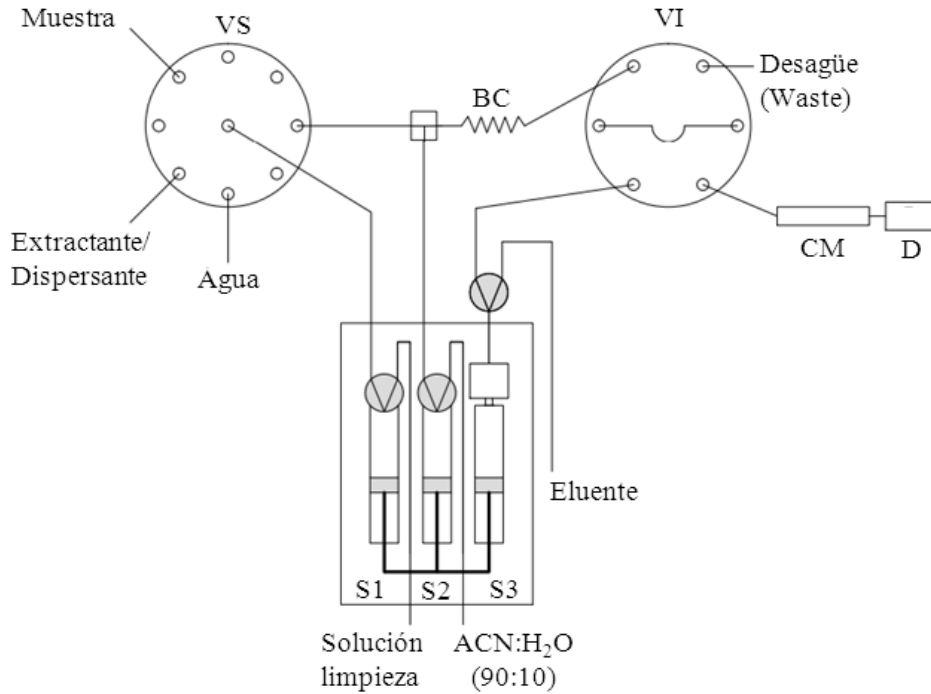 Muestra
VS
VI
Desagüe
(Waste)
BC
Extractante/
Dispersante
Agua
CM
D
Eluente
S1
S2
S3
Solución
limpieza
ACN:H₂O
(90:10)